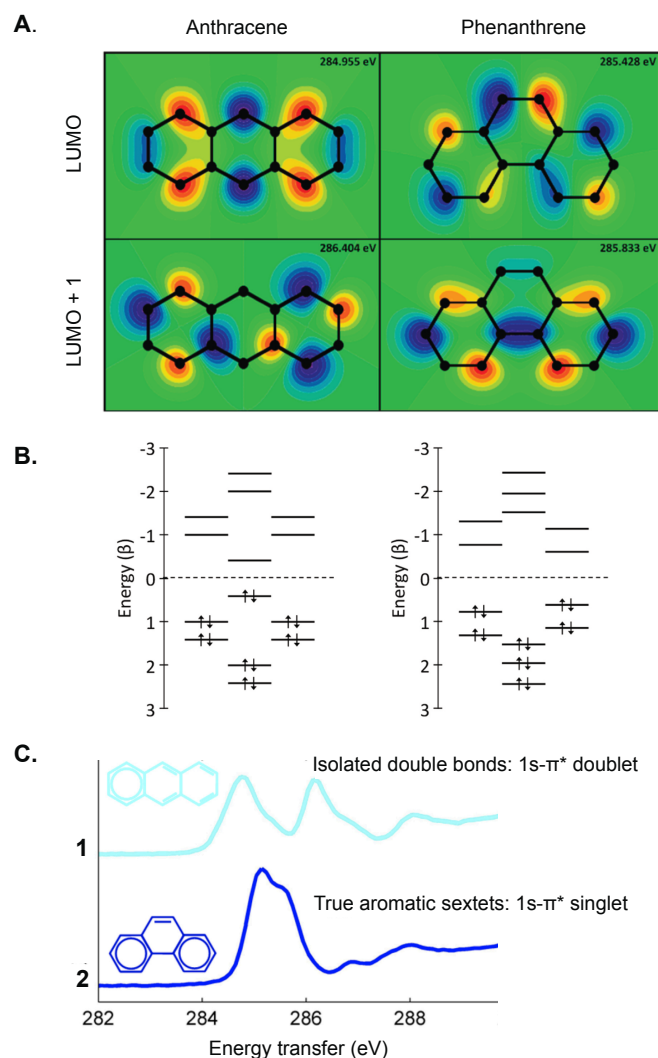 A.
Anthracene
Phenanthrene
LUMO
284.955 eV
285.428 eV
LUMO + 1
286.404 eV
285.833 eV
B.
Energy (β)
-3
-2
-1
0
1
2
3
Energy (β)
-3
-2
-1
0
1
2
3
C.
Isolated double bonds: 1s-π* doublet
1
True aromatic sextets: 1s-π* singlet
2
282
284
286
288
Energy transfer (eV)